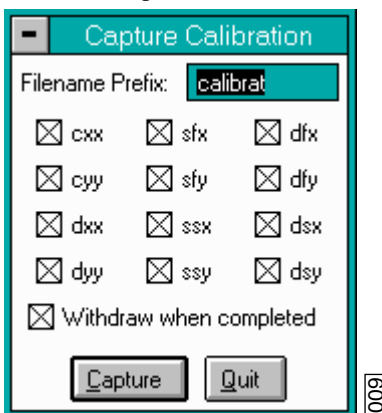 Capture Calibration
Filename Prefix: calibrat
cxx sfx dfx
cyy sfy dfy
dxx ssx dsx
dyy ssy dsy
Withdraw when completed
Capture Quit
009